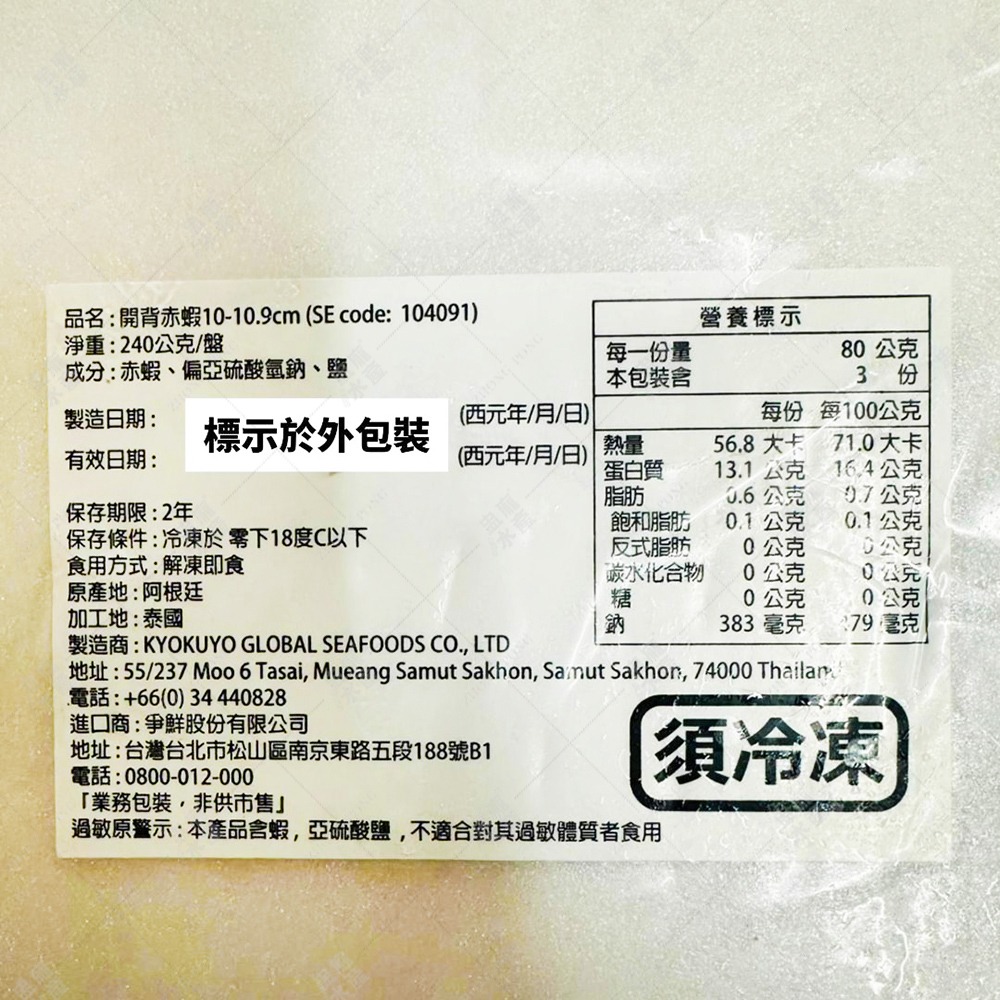 品名:開背赤蝦10-10.9cm (SE code: 104091)
淨重:240公克/盤
成分:赤蝦、偏亞硫酸氫鈉、鹽
製造日期: 標示於外包裝 (西元年/月/日)
有效日期: (西元年/月/日)
保存期限:2年
保存條件:冷凍於 零下18度C以下
食用方式:解凍即食
原產地:阿根廷
加工地:泰國
製造商:KYOKUYO GLOBAL SEAFOODS CO., LTD
地址:55/237 Moo 6 Tasai, Mueang Samut Sakhon, Samut Sakhon, 74000 Thailand
電話:+66(0) 34 440828
進口商:爭鮮股份有限公司
地址:台灣台北市松山區南京東路五段188號B1
電話:0800-012-000
「業務包裝，非供市售」
過敏原警示:本產品含蝦, 亞硫酸鹽,不適合對其過敏體質者食用
營養標示
每一份量 80 公克
本包裝含 3 份
每份 每100公克
熱量 56.8 大卡 71.0 大卡
蛋白質 13.1 公克 16.4 公克
脂肪 0.6 公克 0.7 公克
飽和脂肪 0.1 公克 0.1 公克
反式脂肪 0 公克 0 公克
碳水化合物 0 公克 0 公克
糖 0 公克 0 公克
鈉 383 毫克 毫克
須冷凍